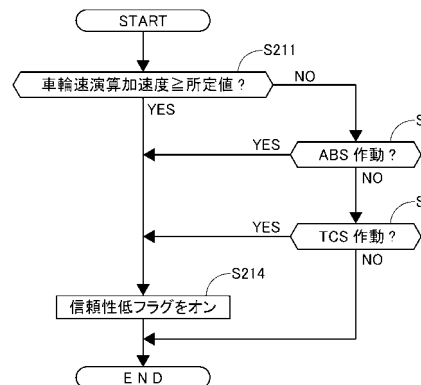 START
S211
車輪速演算加速度≧所定値？
NO
YES
S
YES
ABS 作動？
NO
S
YES
TCS 作動？
NO
S214
信頼性低フラグをオン
END